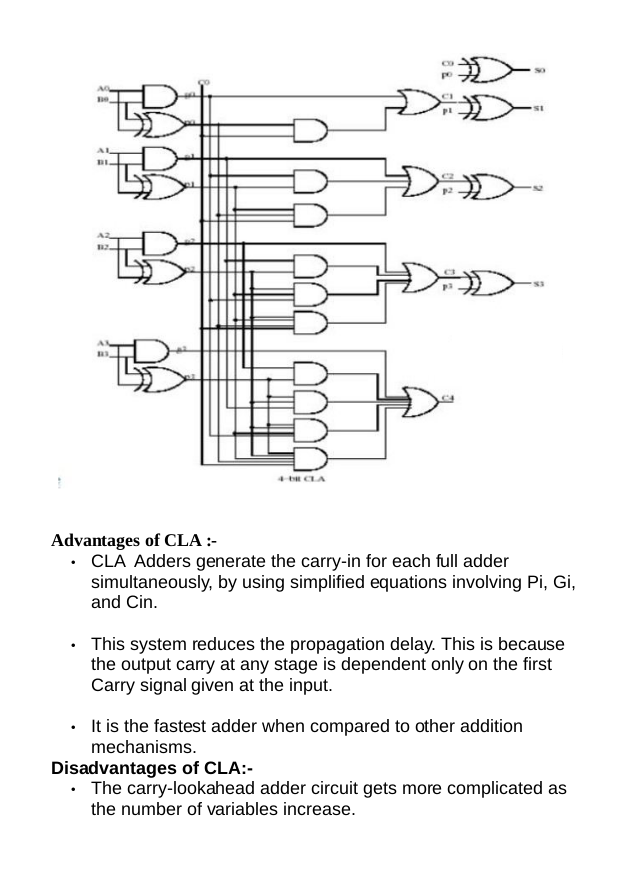 C0
p0
S0
A0
B0
C0
g0
C1
p1
S1
p0
A1
B1
g1
p1
C2
p2
S2
A2
B2
g2
p2
C3
p3
S3
A3
B3
g3
p3
C4
4-bit CLA
Advantages of CLA :-
• CLA Adders generate the carry-in for each full adder
simultaneously, by using simplified equations involving Pi, Gi,
and Cin.
• This system reduces the propagation delay. This is because
the output carry at any stage is dependent only on the first
Carry signal given at the input.
• It is the fastest adder when compared to other addition
mechanisms.
Disadvantages of CLA:-
• The carry-lookahead adder circuit gets more complicated as
the number of variables increase.